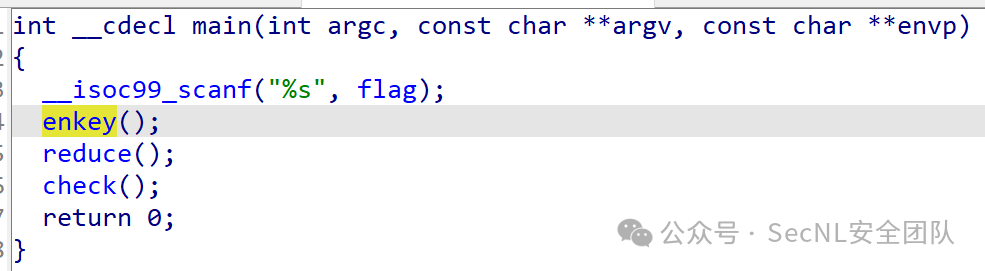 int __cdecl main(int argc, const char **argv, const char **envp)
{
  __isoc99_scanf("%s", flag);
  enkey();
  reduce();
  check();
  return 0;
}
公众号 · SecNL安全团队